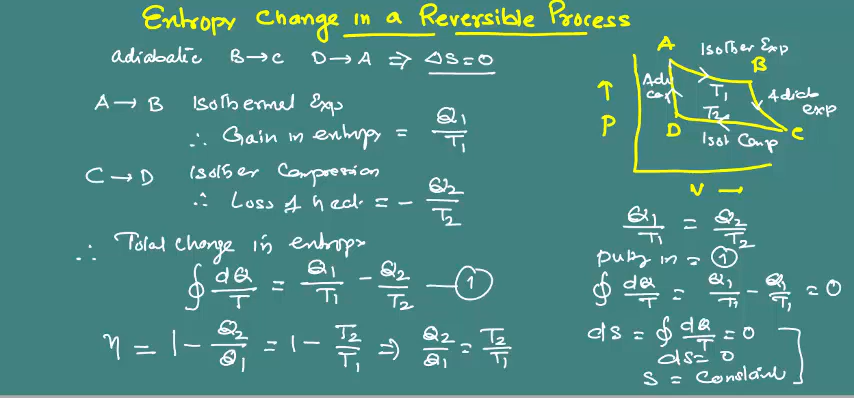 Entropy Change in a Reversible Process
adiabatic B→C D→A ⇒ ΔS=0
A→B Isothermal Exp
∴ Gain in entropy = Q1/T1
C→D isother Compression
∴ Loss of heat = - Q2/T2
∴ Total change in entropy
∮ dQ/T = Q1/T1 - Q2/T2 —①
η = 1 - Q2/Q1 = 1 - T2/T1 ⇒ Q2/Q1 = T2/T1
A Isother Exp
B
Adi
com
T1
T2
Adiab
exp
D
C
Isot Comp
↑
P
V →
Q1/T1 = Q2/T2
put in = ①
∮ dQ/T = Q1/T1 - Q1/T1 = 0
dS = ∮ dQ/T = 0
dS = 0
S = Constant